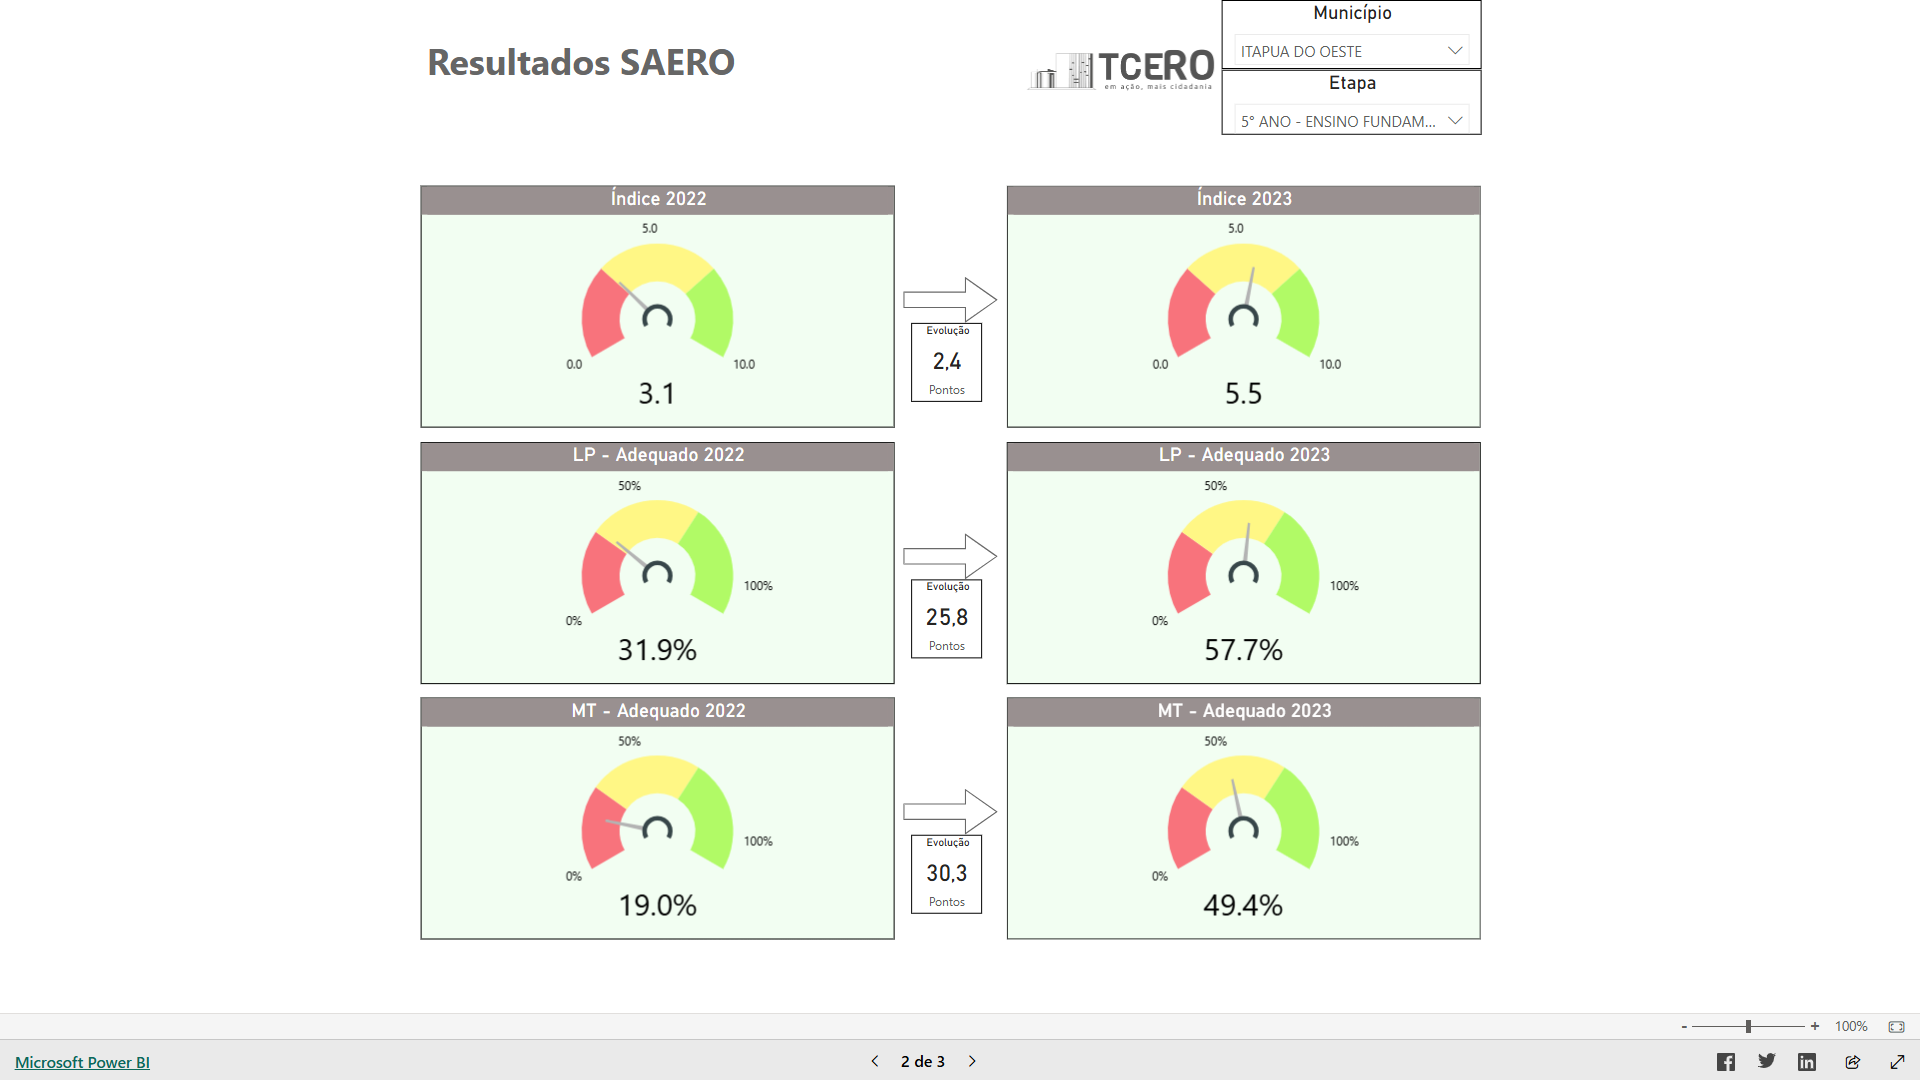 Resultados SAERO
TCERO
em ação, mais cidadania
Município
ITAPUA DO OESTE
Etapa
5° ANO - ENSINO FUNDAM...
Índice 2022
5.0
0.0
10.0
3.1
Evolução
2,4
Pontos
Índice 2023
5.0
0.0
10.0
5.5
LP - Adequado 2022
50%
100%
0%
31.9%
Evolução
25,8
Pontos
LP - Adequado 2023
50%
100%
0%
57.7%
MT - Adequado 2022
50%
100%
0%
19.0%
Evolução
30,3
Pontos
MT - Adequado 2023
50%
100%
0%
49.4%
- + 100%
Microsoft Power BI
2 de 3